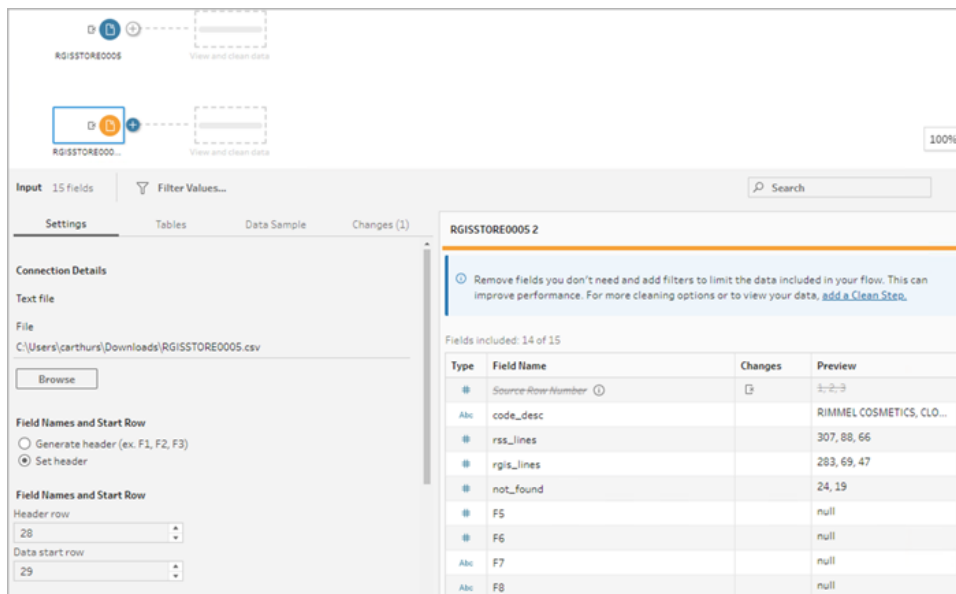 RGISSTORE0005
View and clean data
RGISSTORE000...
View and clean data
100%
Input 15 fields
Filter Values...
Search
Settings Tables Data Sample Changes (1)
Connection Details
Text file
File
C:\Users\carthurs\Downloads\RGISSTORE0005.csv
Browse
Field Names and Start Row
Generate header (ex. F1, F2, F3)
Set header
Field Names and Start Row
Header row
28
Data start row
29
RGISSTORE0005 2
Remove fields you don't need and add filters to limit the data included in your flow. This can
improve performance. For more cleaning options or to view your data, add a Clean Step.
Fields included: 14 of 15
Type Field Name Changes Preview
# Source Row Number 1, 2, 3
Abc code_desc RIMMEL COSMETICS, CLO...
# rss_lines 307, 88, 66
# rgis_lines 283, 69, 47
# not_found 24, 19
# F5 null
# F6 null
Abc F7 null
Abc F8 null